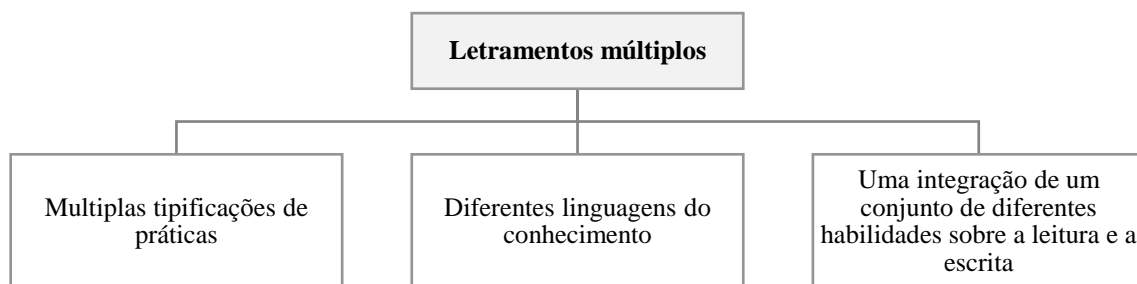 Letramentos múltiplos
Multiplas tipificações de
práticas
Diferentes linguagens do
conhecimento
Uma integração de um
conjunto de diferentes
habilidades sobre a leitura e a
escrita